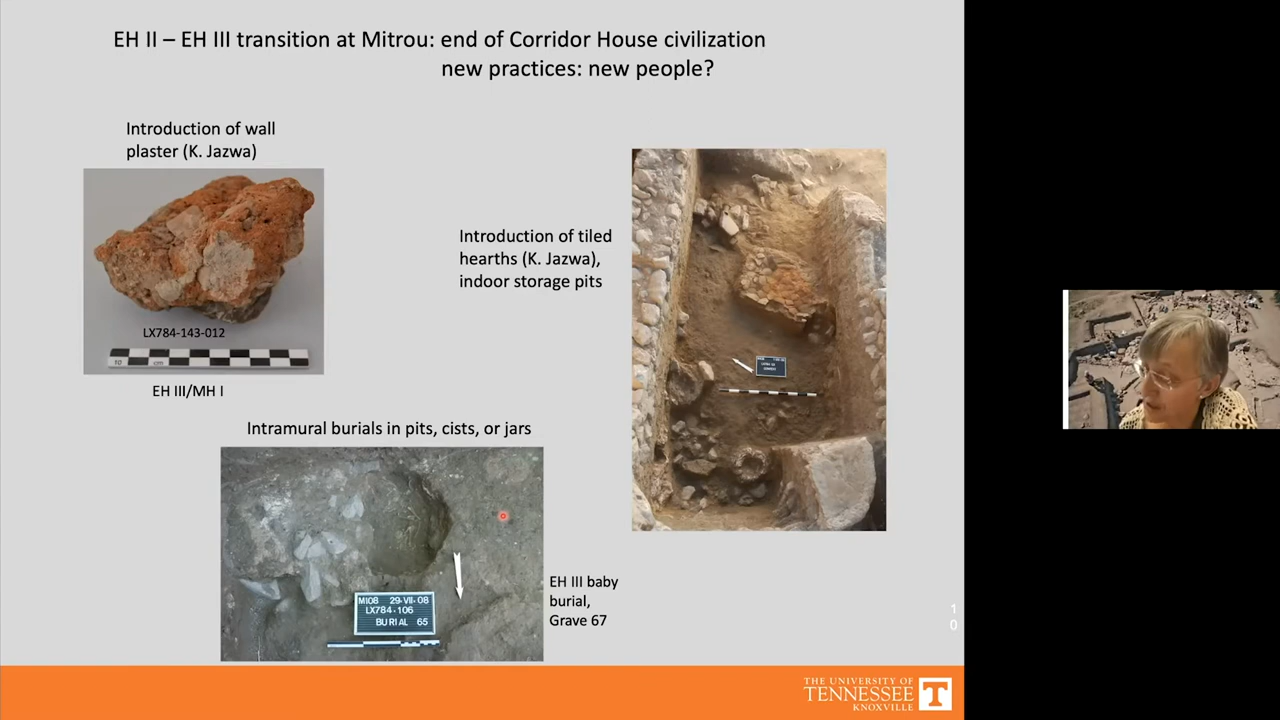 EH II – EH III transition at Mitrou: end of Corridor House civilization
new practices: new people?
Introduction of wall
plaster (K. Jazwa)
LX784-143-012
10 cm
EH III/MH I
Introduction of tiled
hearths (K. Jazwa),
indoor storage pits
Intramural burials in pits, cists, or jars
MI08 29-VII-08
LX784-106
BURIAL 65
EH III baby
burial,
Grave 67
1
0
THE UNIVERSITY OF
TENNESSEE
KNOXVILLE
T